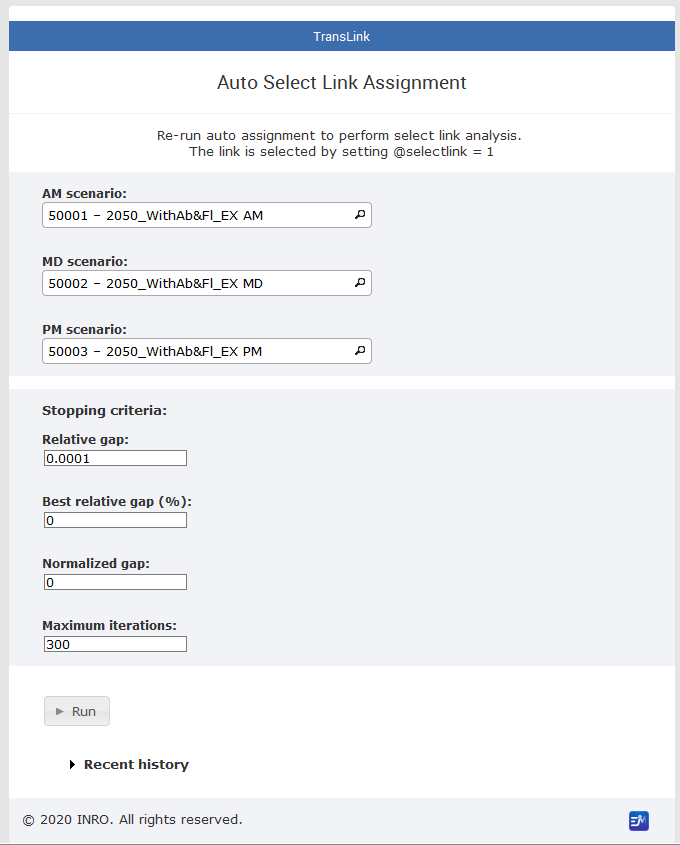 TransLink
Auto Select Link Assignment
Re-run auto assignment to perform select link analysis.
The link is selected by setting @selectlink = 1
AM scenario:
50001 – 2050_WithAb&Fl_EX AM
MD scenario:
50002 – 2050_WithAb&Fl_EX MD
PM scenario:
50003 – 2050_WithAb&Fl_EX PM
Stopping criteria:
Relative gap:
0.0001
Best relative gap (%):
0
Normalized gap:
0
Maximum iterations:
300
Run
Recent history
© 2020 INRO. All rights reserved.